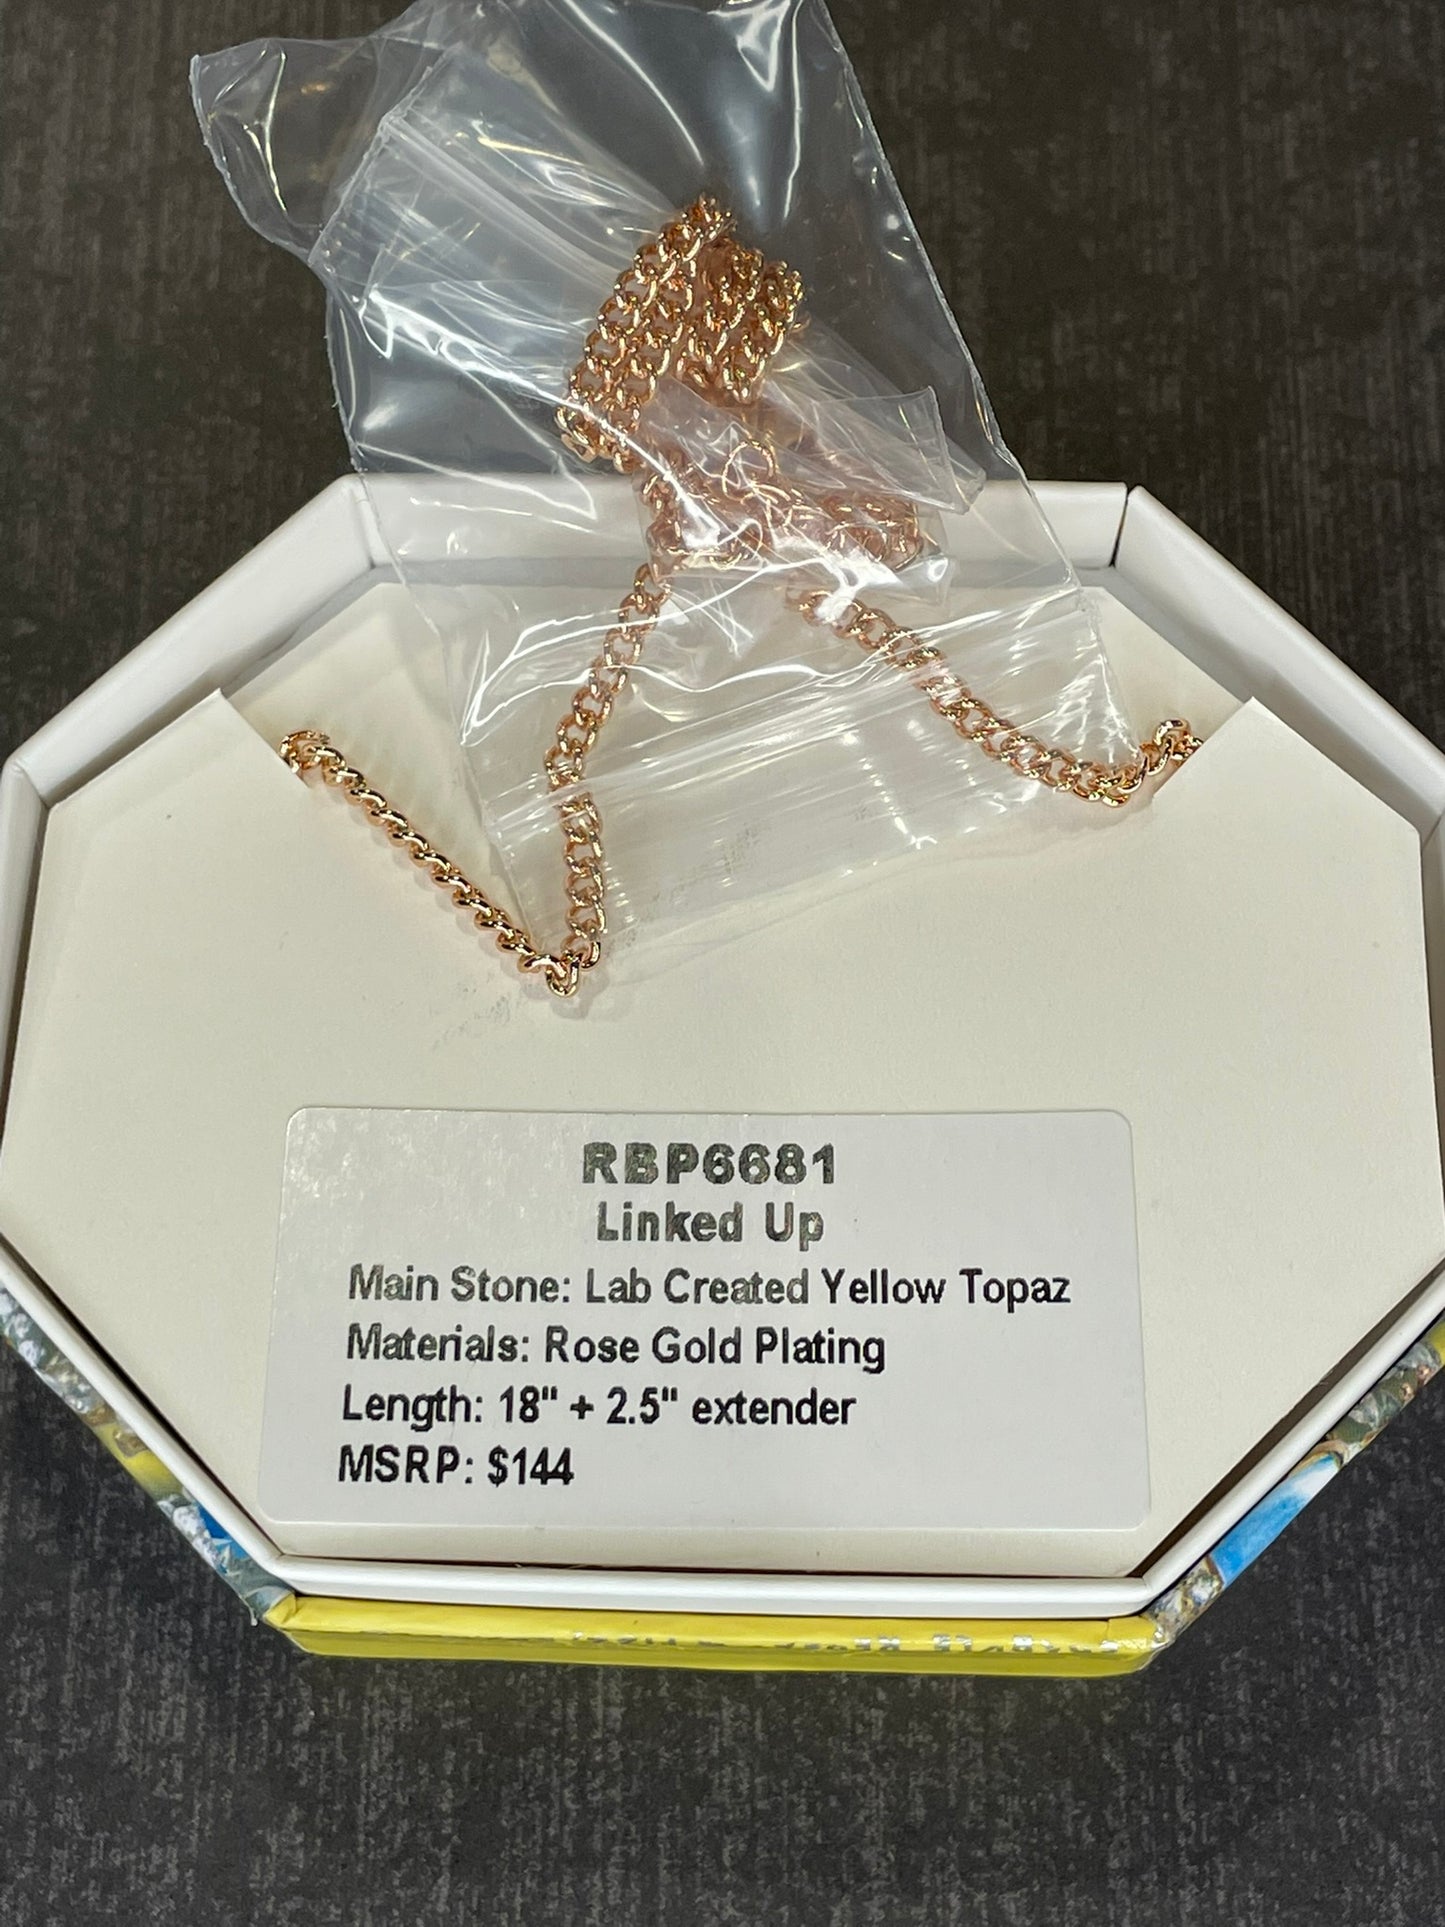 RBP6681
Linked Up
Main Stone: Lab Created Yellow Topaz
Materials: Rose Gold Plating
Length: 18" + 2.5" extender
MSRP: $144